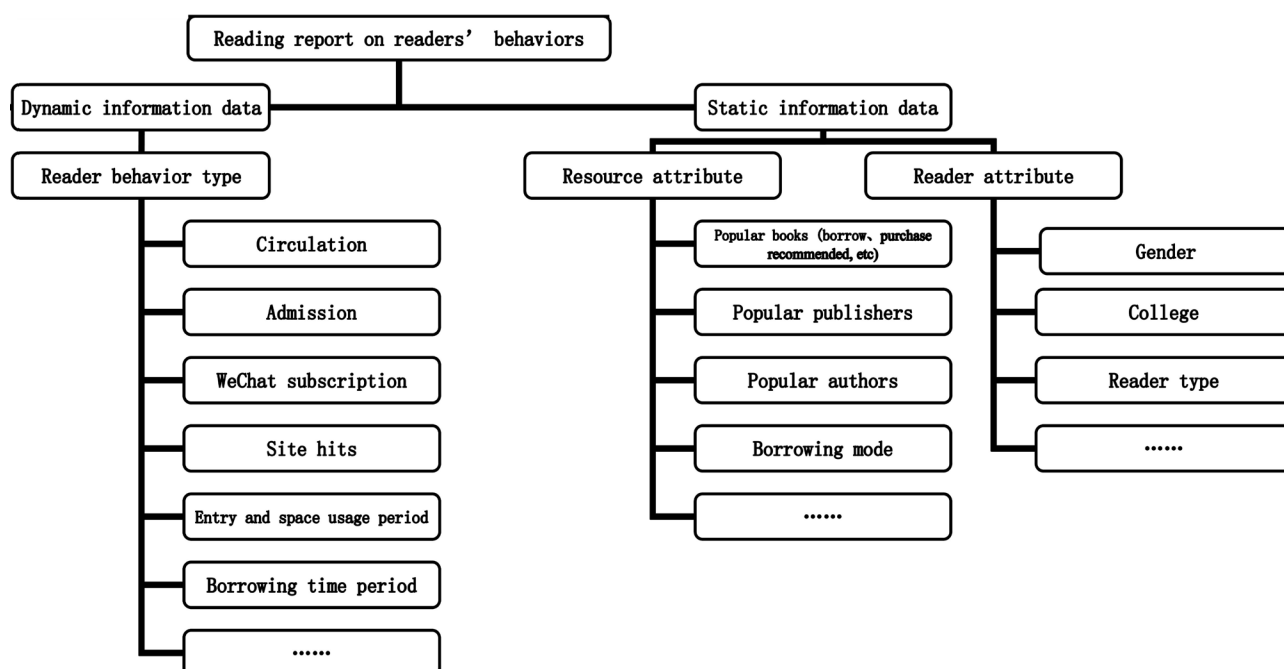 Reading report on readers’ behaviors
Dynamic information data
Static information data
Reader behavior type
Resource attribute
Reader attribute
Circulation
Admission
WeChat subscription
Site hits
Entry and space usage period
Borrowing time period
……
Popular books (borrow、purchase
recommended, etc)
Popular publishers
Popular authors
Borrowing mode
……
Gender
College
Reader type
……